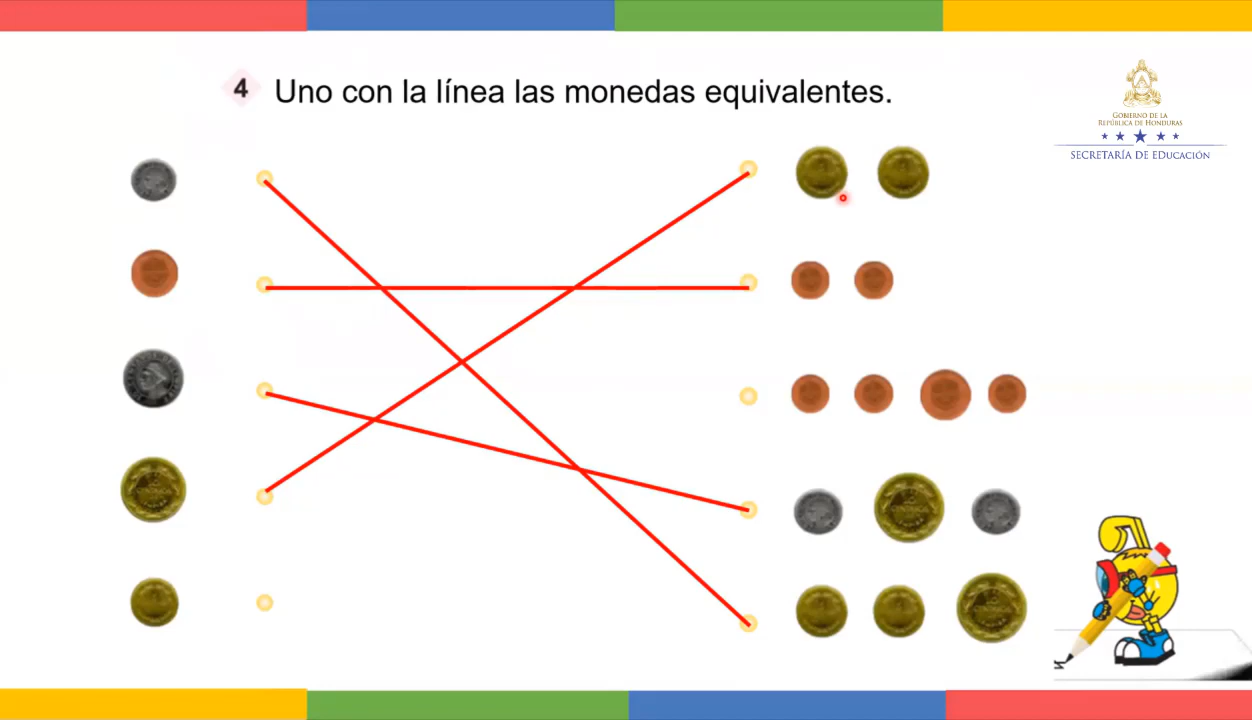 4 Uno con la línea las monedas equivalentes.
GOBIERNO DE LA
REPÚBLICA DE HONDURAS
SECRETARÍA DE EDUCACIÓN